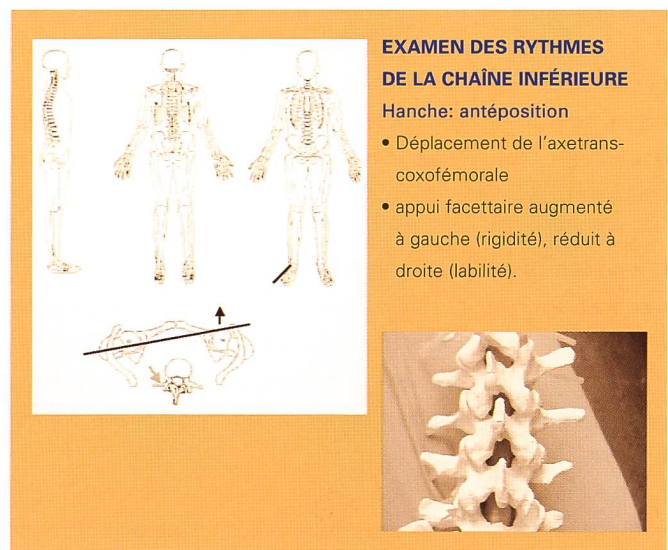 EXAMEN DES RYTHMES
DE LA CHAÎNE INFÉRIEURE
Hanche: antéposition
• Déplacement de l'axetrans-
coxofémorale
• appui facettaire augmenté
à gauche (rigidité), réduit à
droite (labilité).